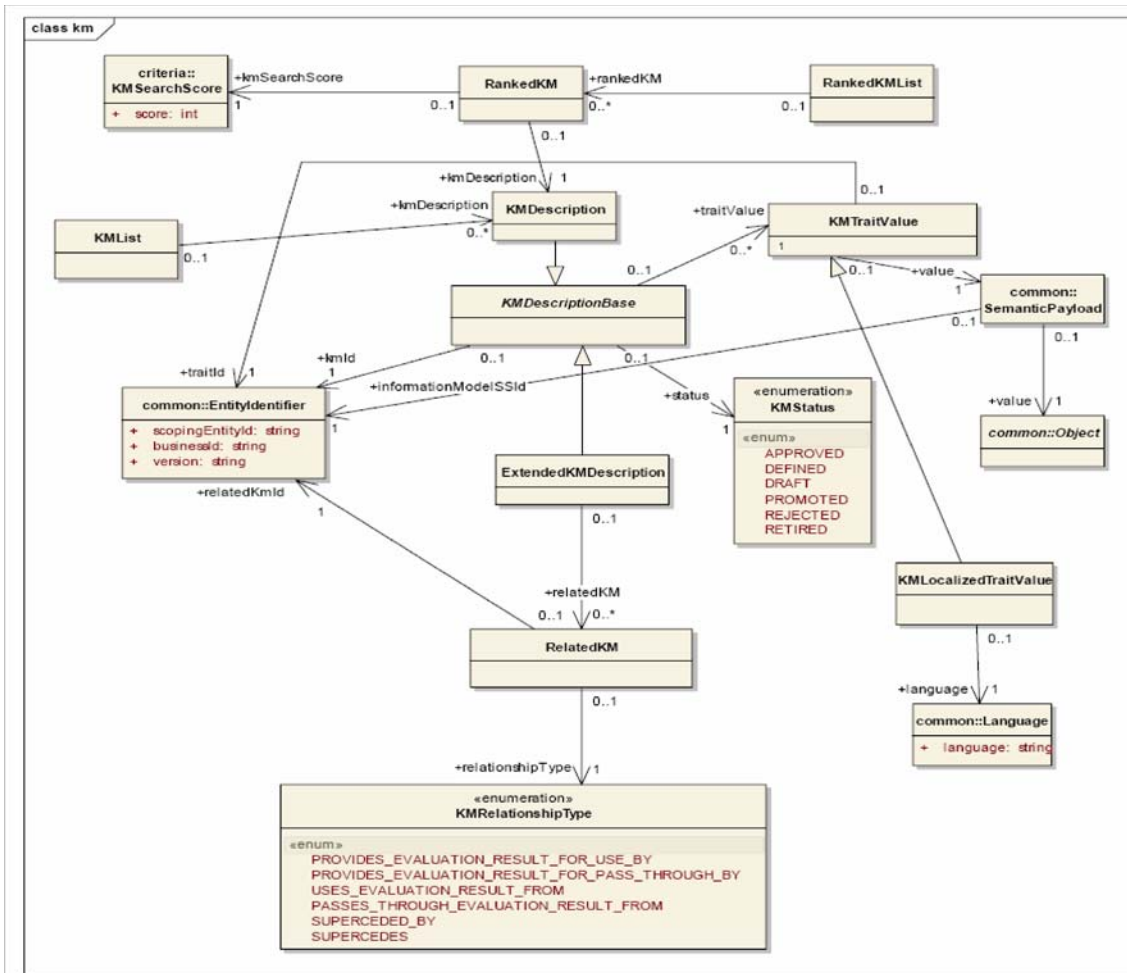 class km
criteria::
KMSearchScore
+ score: int
+kmSearchScore
1
0..1
RankedKM
+rankedKM
0..*
0..1
RankedKMList
0..1
+kmDescription
1
0..1
+kmDescription
0..*
KMDescription
KMList
0..1
+traitValue
0..*
KMTraitValue
1
0..1
+value
1
common::
SemanticPayload
0..1
0..1
0..1
KMDescriptionBase
0..1
0..1
+kmId
1
+traitId
1
+informationModelSSId
1
+status
1
common::EntityIdentifier
+ scopingEntityId: string
+ businessId: string
+ version: string
«enumeration»
KMStatus
«enum»
APPROVED
DEFINED
DRAFT
PROMOTED
REJECTED
RETIRED
+value
1
common::Object
+relatedKmId
1
ExtendedKMDescription
0..1
KMLocalizedTraitValue
0..1
+relatedKM
0..1
0..*
RelatedKM
0..1
+language
1
common::Language
+ language: string
+relationshipType
1
«enumeration»
KMRelationshipType
«enum»
PROVIDES_EVALUATION_RESULT_FOR_USE_BY
PROVIDES_EVALUATION_RESULT_FOR_PASS_THROUGH_BY
USES_EVALUATION_RESULT_FROM
PASSES_THROUGH_EVALUATION_RESULT_FROM
SUPERCEDED_BY
SUPERCEDES